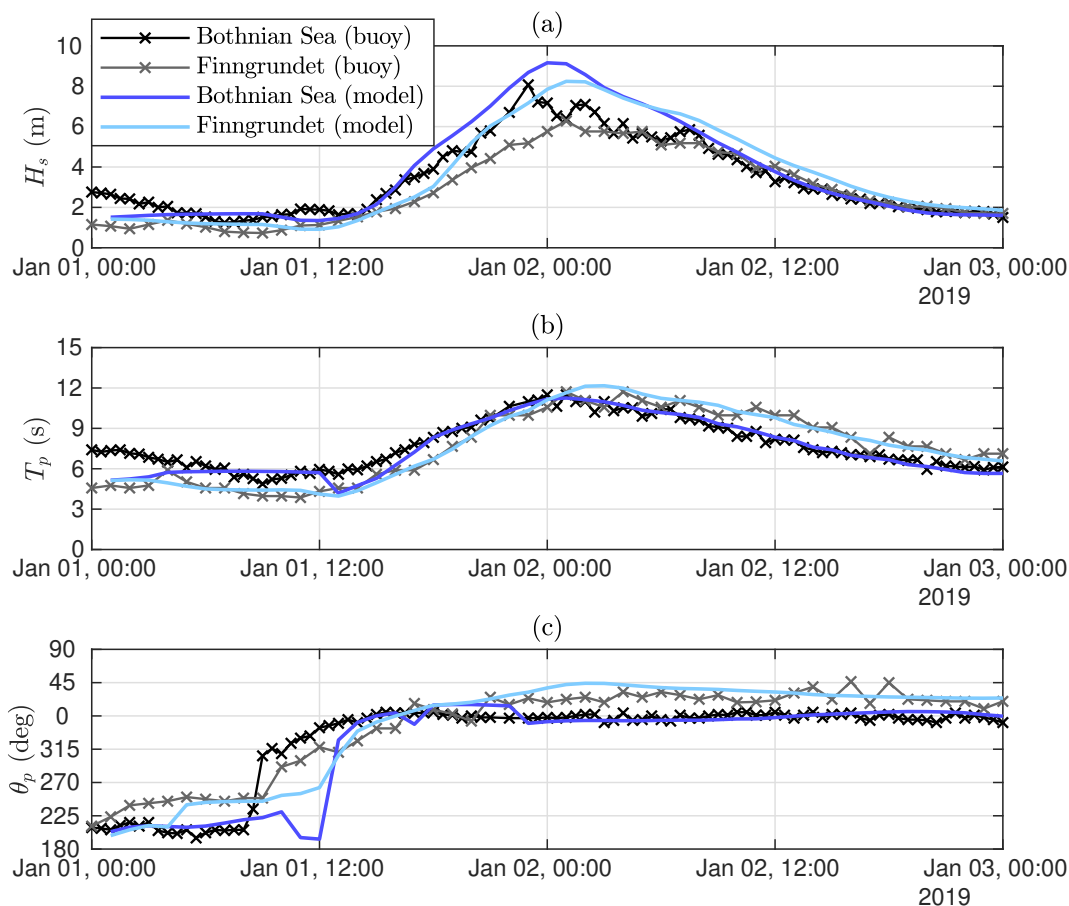 (a)
Bothnian Sea (buoy)
Finngrundet (buoy)
Bothnian Sea (model)
Finngrundet (model)
10
8
6
4
2
0
H_s (m)
Jan 01, 00:00 Jan 01, 12:00 Jan 02, 00:00 Jan 02, 12:00 Jan 03, 00:00
2019
(b)
15
12
9
6
3
0
T_p (s)
Jan 01, 00:00 Jan 01, 12:00 Jan 02, 00:00 Jan 02, 12:00 Jan 03, 00:00
2019
(c)
90
45
0
315
270
225
180
θ_p (deg)
Jan 01, 00:00 Jan 01, 12:00 Jan 02, 00:00 Jan 02, 12:00 Jan 03, 00:00
2019